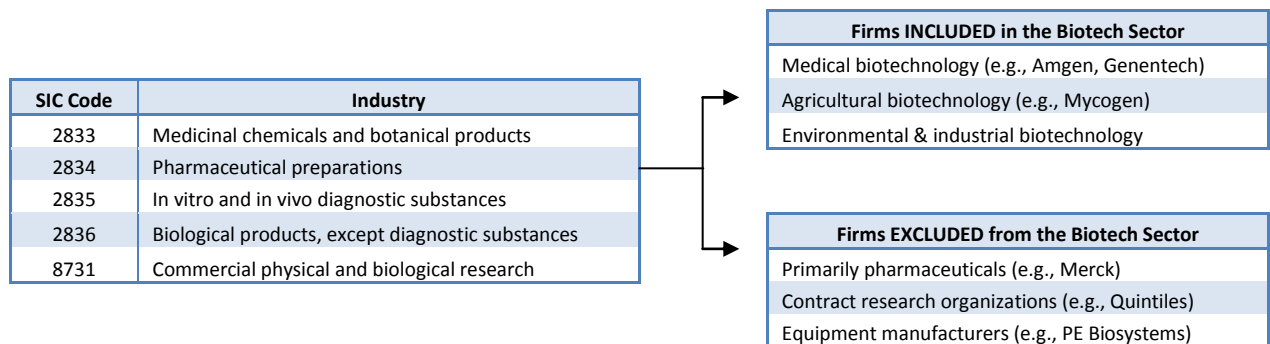 SIC Code Industry
2833 Medicinal chemicals and botanical products
2834 Pharmaceutical preparations
2835 In vitro and in vivo diagnostic substances
2836 Biological products, except diagnostic substances
8731 Commercial physical and biological research
Firms INCLUDED in the Biotech Sector
Medical biotechnology (e.g., Amgen, Genentech)
Agricultural biotechnology (e.g., Mycogen)
Environmental & industrial biotechnology
Firms EXCLUDED from the Biotech Sector
Primarily pharmaceuticals (e.g., Merck)
Contract research organizations (e.g., Quintiles)
Equipment manufacturers (e.g., PE Biosystems)